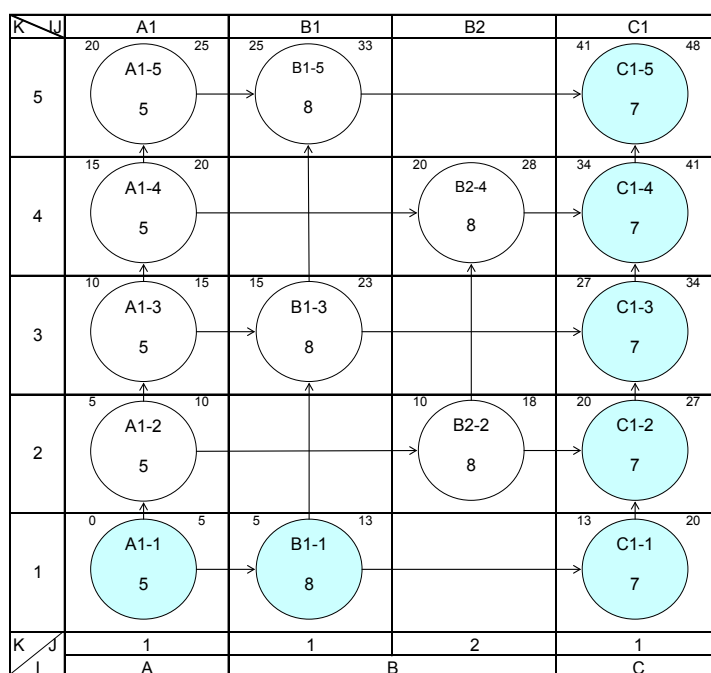 K IJ A1 B1 B2 C1
20 25 25 33 41 48
A1-5 B1-5 C1-5
5 5 8 7
15 20 20 28 34 41
A1-4 B2-4 C1-4
4 5 8 7
10 15 15 23 27 34
A1-3 B1-3 C1-3
3 5 8 7
5 10 10 18 20 27
A1-2 B2-2 C1-2
2 5 8 7
0 5 5 13 13 20
A1-1 B1-1 C1-1
1 5 8 7
K J 1 1 2 1
I A B C